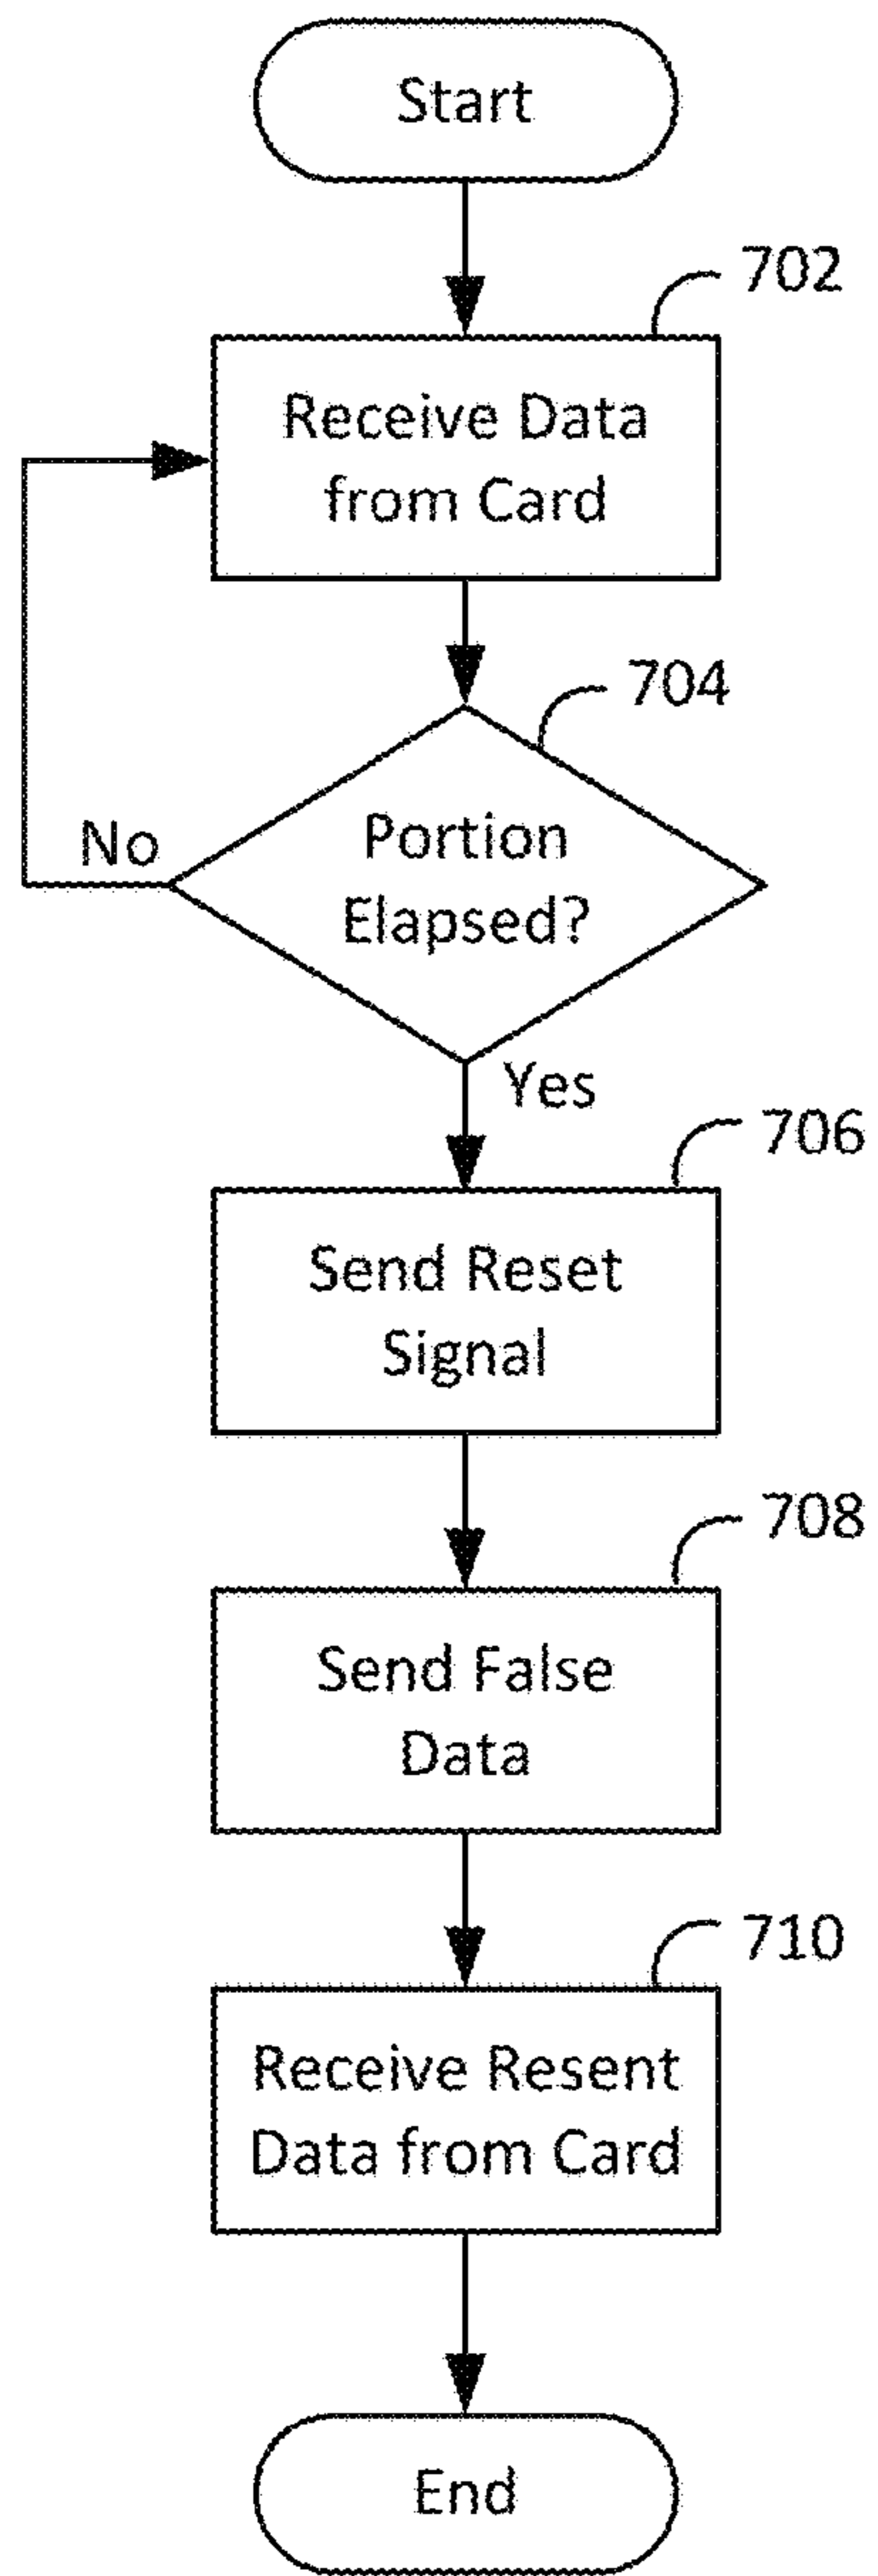 Start
702
Receive Data
from Card
704
Portion
Elapsed?
No
Yes
706
Send Reset
Signal
708
Send False
Data
710
Receive Resent
Data from Card
End